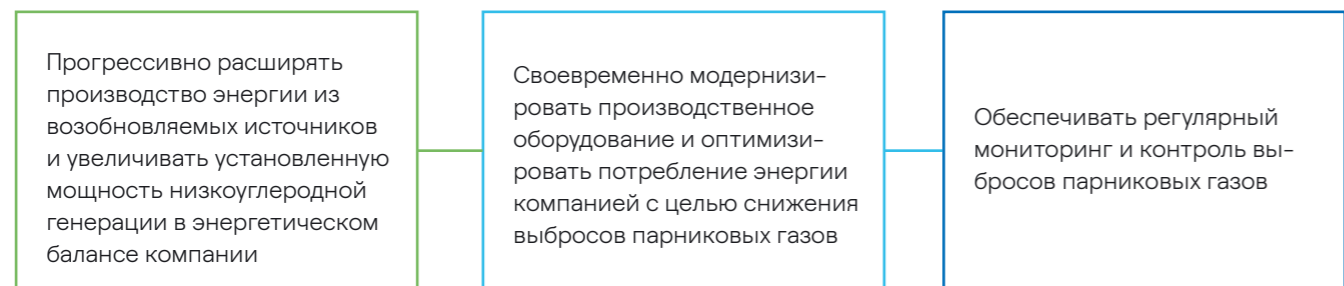 Прогрессивно расширять
производство энергии из
возобновляемых источников
и увеличивать установленную
мощность низкоуглеродной
генерации в энергетическом
балансе компании
Своевременно модернизи-
ровать производственное
оборудование и оптимизи-
ровать потребление энергии
компанией с целью снижения
выбросов парниковых газов
Обеспечивать регулярный
мониторинг и контроль вы-
бросов парниковых газов